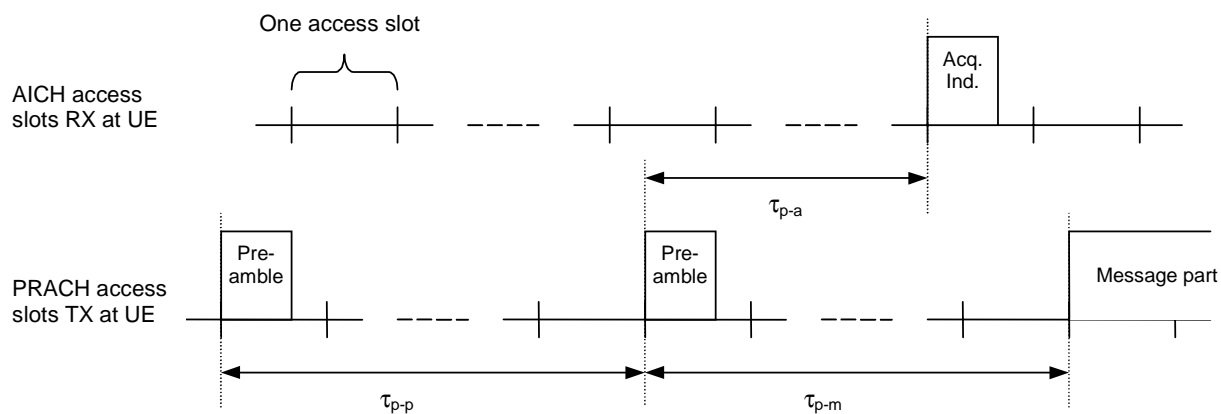 One access slot
AICH access
slots RX at UE
Acq.
Ind.
τp-a
Pre-
amble
Pre-
amble
Message part
PRACH access
slots TX at UE
τp-p
τp-m